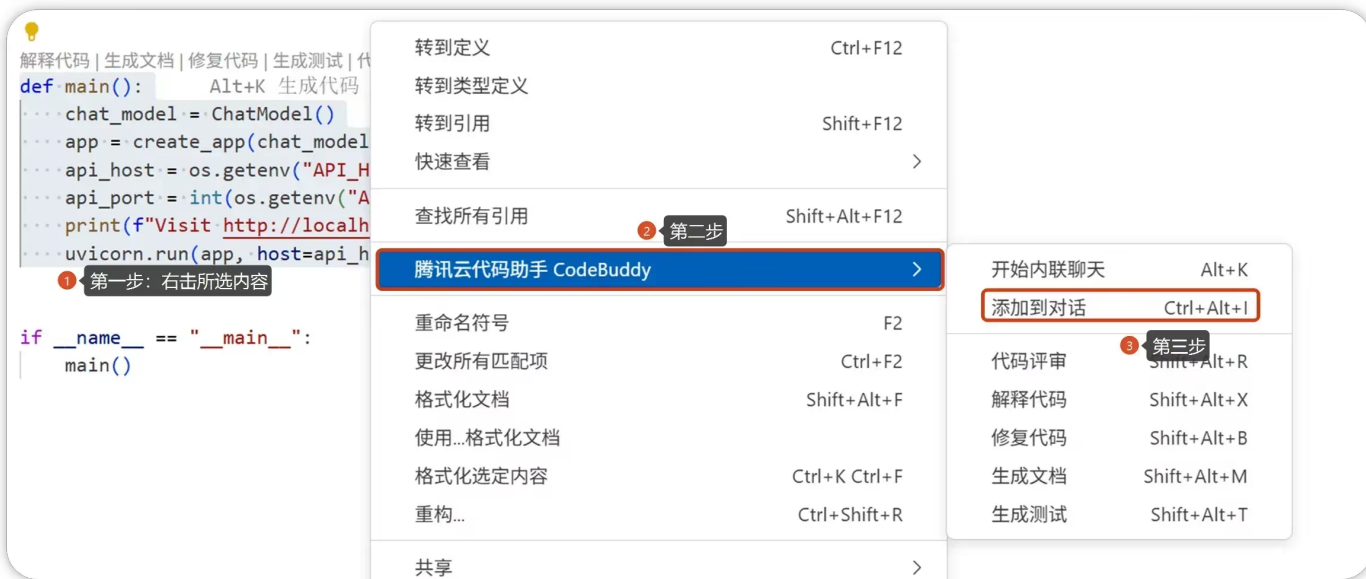 解释代码 | 生成文档 | 修复代码 | 生成测试 | 代
def main(): Alt+K 生成代码
chat_model = ChatModel()
app = create_app(chat_model
api_host = os.getenv("API_H
api_port = int(os.getenv("A
print(f"Visit http://localh
uvicorn.run(app, host=api_h
1 第一步：右击所选内容
if __name__ == "__main__":
main()
转到定义 Ctrl+F12
转到类型定义
转到引用 Shift+F12
快速查看
查找所有引用 Shift+Alt+F12
2 第二步
腾讯云代码助手 CodeBuddy
重命名符号 F2
更改所有匹配项 Ctrl+F2
格式化文档 Shift+Alt+F
使用...格式化文档
格式化选定内容 Ctrl+K Ctrl+F
重构... Ctrl+Shift+R
共享
开始内联聊天 Alt+K
添加到对话 Ctrl+Alt+I
3 第三步
代码评审 Shift+Alt+R
解释代码 Shift+Alt+X
修复代码 Shift+Alt+B
生成文档 Shift+Alt+M
生成测试 Shift+Alt+T